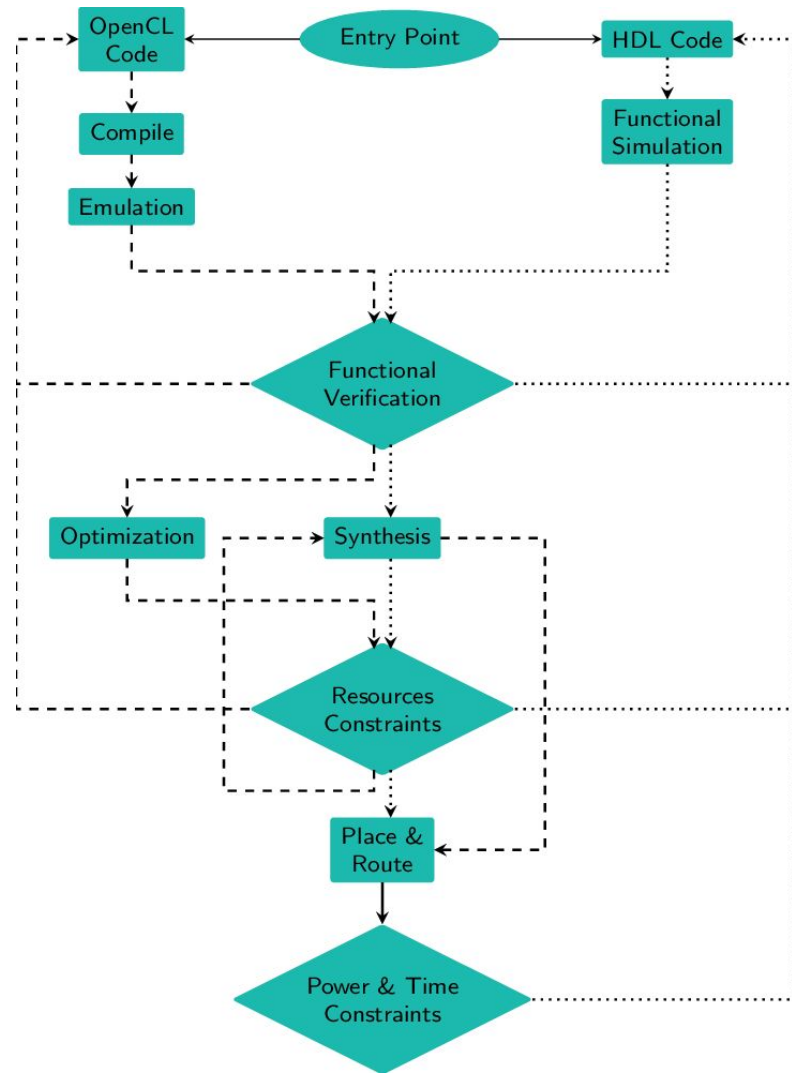 OpenCL
Code
Entry Point
HDL Code
Compile
Functional
Simulation
Emulation
Functional
Verification
Optimization
Synthesis
Resources
Constraints
Place &
Route
Power & Time
Constraints